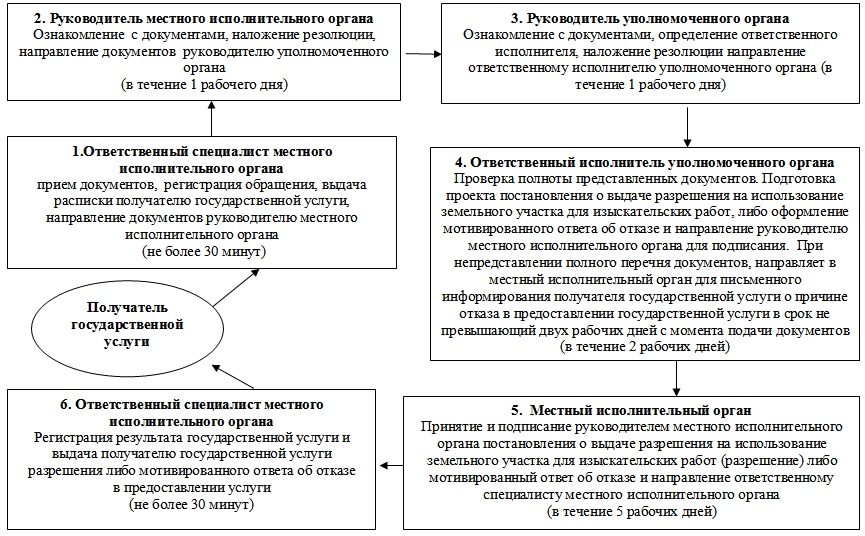 2. Руководитель местного исполнительного органа
Ознакомление с документами, наложение резолюции,
направление документов руководителю уполномоченного
органа
(в течение 1 рабочего дня)
3. Руководитель уполномоченного органа
Ознакомление с документами, определение ответственного
исполнителя, наложение резолюции направление
ответственному исполнителю уполномоченного органа (в
течение 1 рабочего дня)
1.Ответственный специалист местного
исполнительного органа
прием документов, регистрация обращения, выдача
расписки получателю государственной услуги,
направление документов руководителю местного
исполнительного органа
(не более 30 минут)
4. Ответственный исполнитель уполномоченного органа
Проверка полноты представленных документов. Подготовка
проекта постановления о выдаче разрешения на использование
земельного участка для изыскательских работ, либо оформление
мотивированного ответа об отказе и направление руководителю
местного исполнительного органа для подписания. При
непредставлении полного перечня документов, направляет в
местный исполнительный орган для письменного
информирования получателя государственной услуги о причине
отказа в предоставлении государственной услуги в срок не
превышающий двух рабочих дней с момента подачи документов
(в течение 2 рабочих дней)
Получатель
государственной
услуги
6. Ответственный специалист местного
исполнительного органа
Регистрация результата государственной услуги и
выдача получателю государственной услуги
разрешения либо мотивированного ответа об отказе
в предоставлении услуги
(не более 30 минут)
5. Местный исполнительный орган
Принятие и подписание руководителем местного исполнительного
органа постановления о выдаче разрешения на использование
земельного участка для изыскательских работ (разрешение) либо
мотивированный ответ об отказе и направление ответственному
специалисту местного исполнительного органа
(в течение 5 рабочих дней)